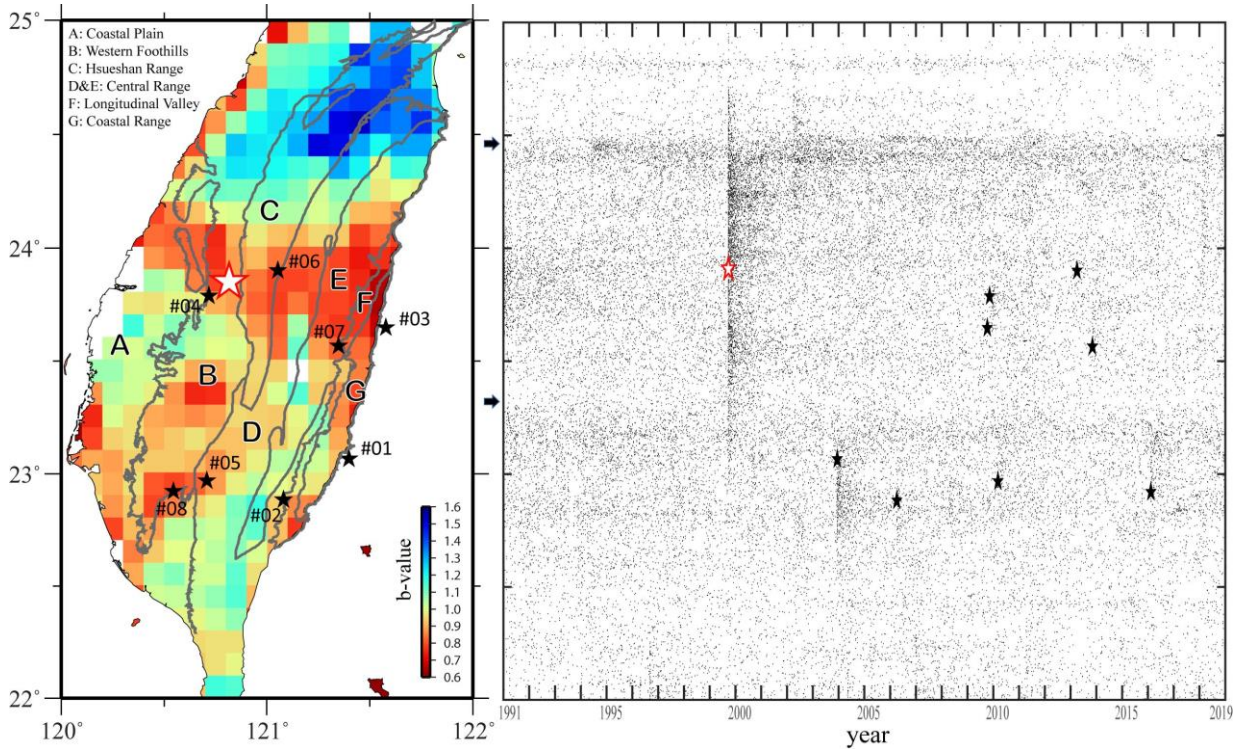 25°
A: Coastal Plain
B: Western Foothills
C: Hsueshan Range
D&E: Central Range
F: Longitudinal Valley
G: Coastal Range
C
24°
#06
E
F
#04
#03
#07
A
B
G
D
#01
#05
23°
#08
#02
b-value
1.6
1.5
1.4
1.3
1.2
1.1
1.0
0.9
0.8
0.7
0.6
22°
120° 121° 122°
1991 1995 2000 2005 2010 2015 2019
year